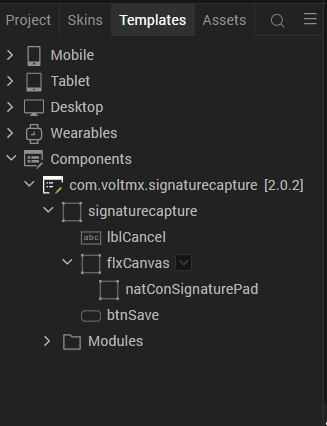 Project Skins Templates Assets
Mobile
Tablet
Desktop
Wearables
Components
com.voltmx.signaturecapture [2.0.2]
signaturecapture
abc lblCancel
flxCanvas
natConSignaturePad
btnSave
Modules